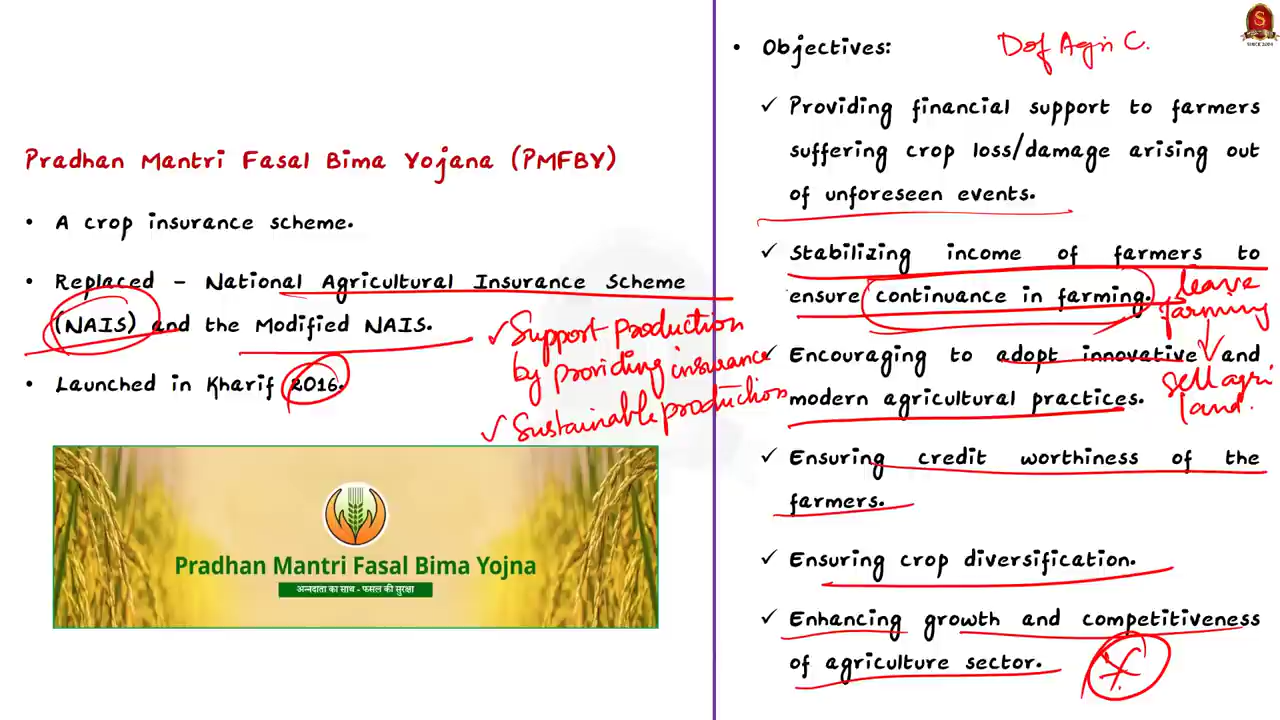 Pradhan Mantri Fasal Bima Yojana (PMFBY)
• A crop insurance scheme.
• Replaced - National Agricultural Insurance Scheme
(NAIS) and the Modified NAIS.
• Launched in Kharif 2016.
✓ Support production
by providing insurance
✓ Sustainable production
Pradhan Mantri Fasal Bima Yojna
अन्नदाता का साथ - फसल की सुरक्षा
• Objectives:
D of Agri C.
✓ Providing financial support to farmers
suffering crop loss/damage arising out
of unforeseen events.
✓ Stabilizing income of farmers to
ensure continuance in farming.
leave
farming
sell agri
land.
✓ Encouraging to adopt innovative and
modern agricultural practices.
✓ Ensuring credit worthiness of the
farmers.
✓ Ensuring crop diversification.
✓ Enhancing growth and competitiveness
of agriculture sector.
S
SINCE 2004